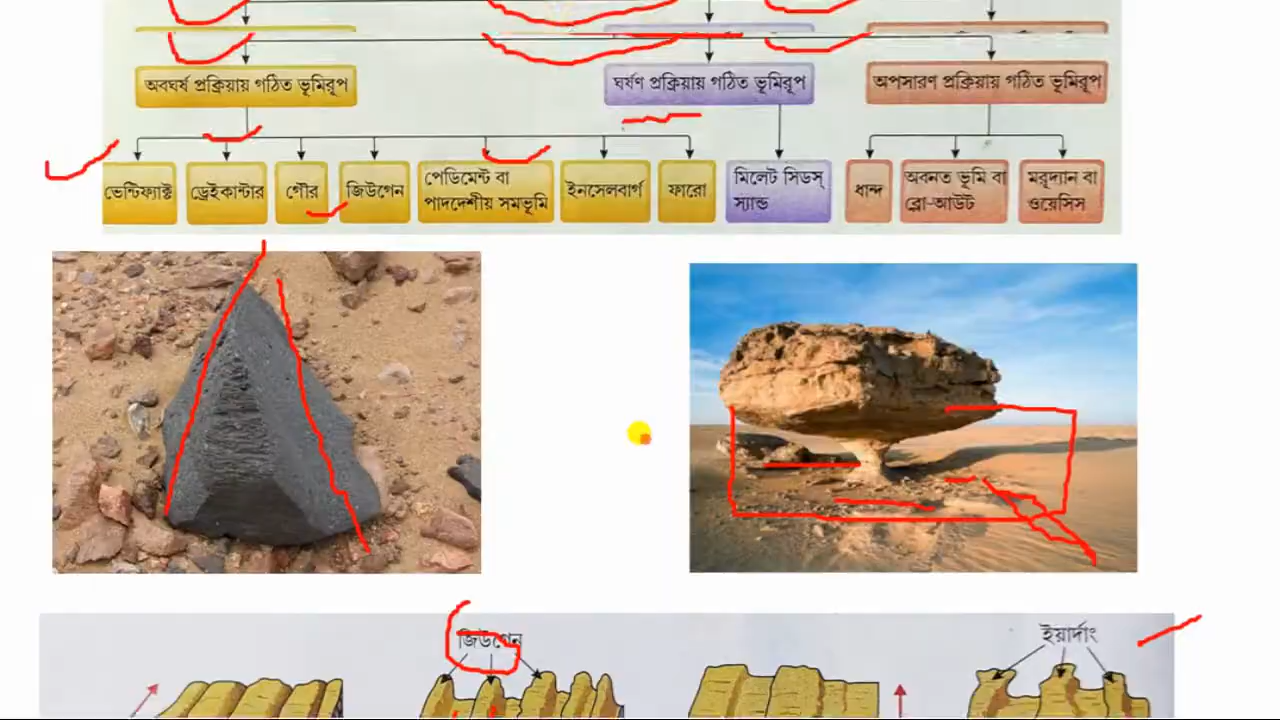 অবঘর্ষ প্রক্রিয়ায় গঠিত ভূমিরূপ
ঘর্ষণ প্রক্রিয়ায় গঠিত ভূমিরূপ
অপসারণ প্রক্রিয়ায় গঠিত ভূমিরূপ
ভেন্টিফ্যাক্ট
ড্রেইকান্টার
গৌর
জিউগেন
পেডিমেন্ট বা
পাদদেশীয় সমভূমি
ইনসেলবার্গ
ফারো
মিলেট সিডস্
স্যান্ড
ধান্দ
অবনত ভূমি বা
ব্লো-আউট
মরূদ্যান বা
ওয়েসিস
জিউগেন
ইয়ার্দাং